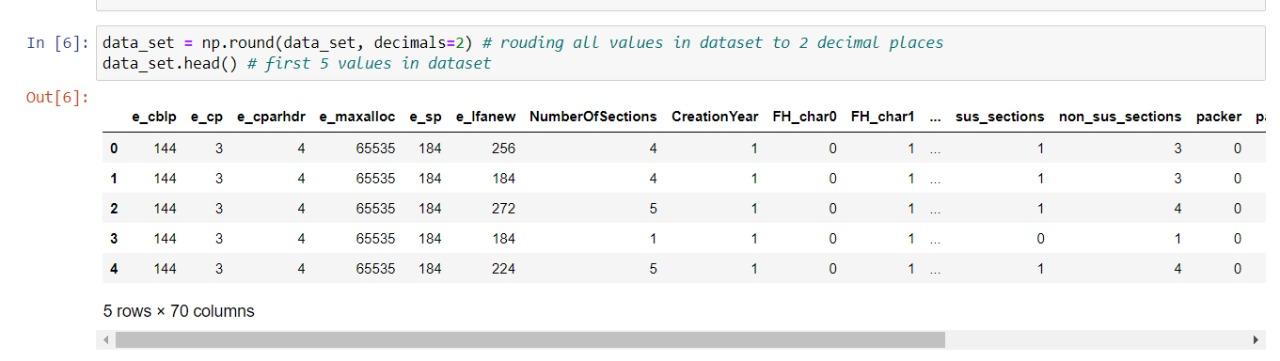 In [6]: data_set = np.round(data_set, decimals=2) # rouding all values in dataset to 2 decimal places
data_set.head() # first 5 values in dataset
Out[6]:
e_cblp e_cp e_cparhdr e_maxalloc e_sp e_lfanew NumberOfSections CreationYear FH_char0 FH_char1 ... sus_sections non_sus_sections packer
0 144 3 4 65535 184 256 4 1 0 1 ... 1 3 0
1 144 3 4 65535 184 184 4 1 0 1 ... 1 3 0
2 144 3 4 65535 184 272 5 1 0 1 ... 1 4 0
3 144 3 4 65535 184 184 1 1 0 1 ... 0 1 0
4 144 3 4 65535 184 224 5 1 0 1 ... 1 4 0
5 rows × 70 columns